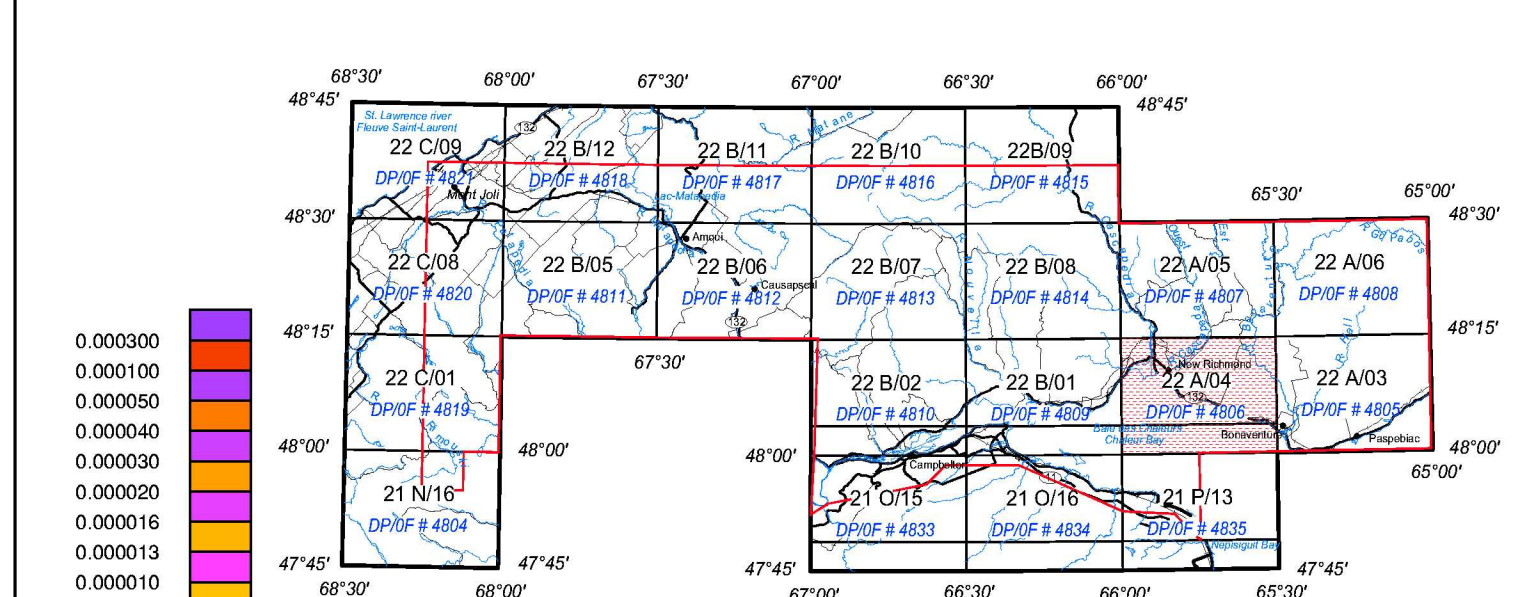 68°30'
68°00'
67°30'
67°00'
66°30'
66°00'
48°45'
48°45'
St. Lawrence river
Fleuve Saint-Laurent
132
R Matane
22 C/09
22 B/12
22 B/11
22 B/10
22B/09
DP/0F # 4821
DP/0F # 4818
DP/0F # 4817
DP/0F # 4816
DP/0F # 4815
Mont Joli
Lac-Matapedia
65°30'
65°00'
48°30'
48°30'
Amqui
Ouest
Est
R Gd Pabos
22 C/08
22 B/05
22 B/06
22 B/07
22 B/08
22 A/05
22 A/06
Causapscal
DP/0F # 4820
DP/0F # 4811
DP/0F # 4812
DP/0F # 4813
DP/0F # 4814
DP/0F # 4807
DP/0F # 4808
132
48°15'
48°15'
67°30'
R Hall
New Richmond
22 C/01
22 B/02
22 B/01
22 A/04
22 A/03
132
DP/0F # 4819
DP/0F # 4810
DP/0F # 4809
DP/0F # 4806
DP/0F # 4805
Baie des Chaleurs
Chaleur Bay
Bonaventure
Paspebiac
48°00'
48°00'
48°00'
48°00'
65°00'
Campbellton
11
21 N/16
21 O/15
21 O/16
21 P/13
DP/0F # 4804
DP/0F # 4833
DP/0F # 4834
DP/0F # 4835
Nepisiguit Bay
47°45'
47°45'
47°45'
47°45'
68°30'
68°00'
67°00'
66°30'
66°00'
65°30'
0.000300
0.000100
0.000050
0.000040
0.000030
0.000020
0.000016
0.000013
0.000010